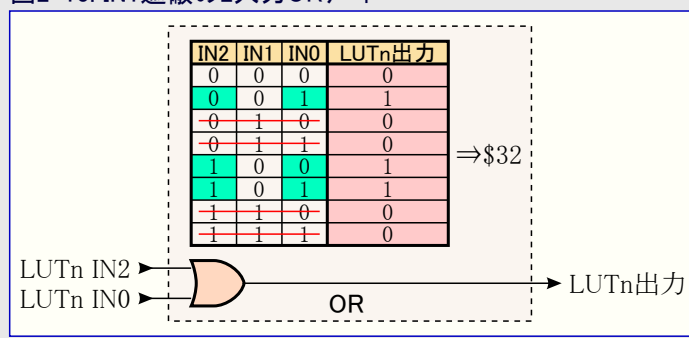 IN2 IN1 IN0 LUTn出力
0 0 0 0
0 0 1 1
0 1 0 0
0 1 1 0
1 0 0 1
1 0 1 1
1 1 0 0
1 1 1 0
⇒$32
LUTn IN2
LUTn IN0
LUTn出力
OR